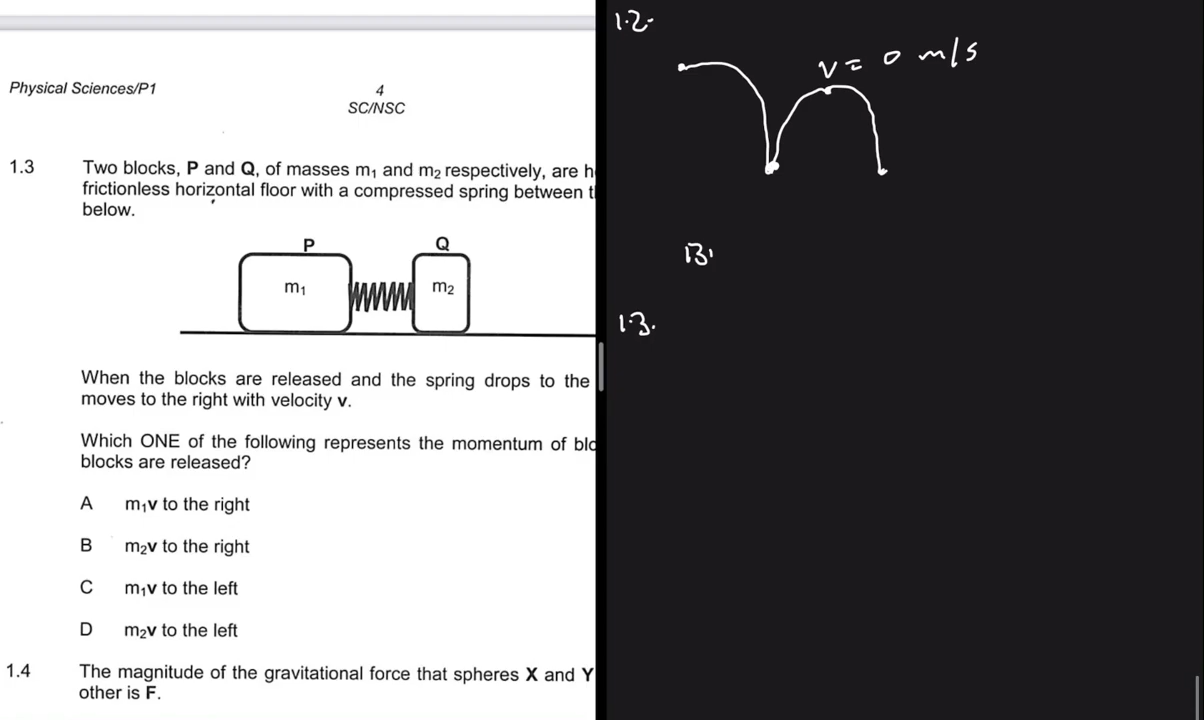 Physical Sciences/P1
4
SC/NSC
1.3 Two blocks, P and Q, of masses m₁ and m₂ respectively, are h
frictionless horizontal floor with a compressed spring between t
below.
P Q
m₁ m₂
When the blocks are released and the spring drops to the
moves to the right with velocity v.
Which ONE of the following represents the momentum of blo
blocks are released?
A m₁v to the right
B m₂v to the right
C m₁v to the left
D m₂v to the left
1.4 The magnitude of the gravitational force that spheres X and Y
other is F.
1.2.
v = 0 m/s
B.
1.3.